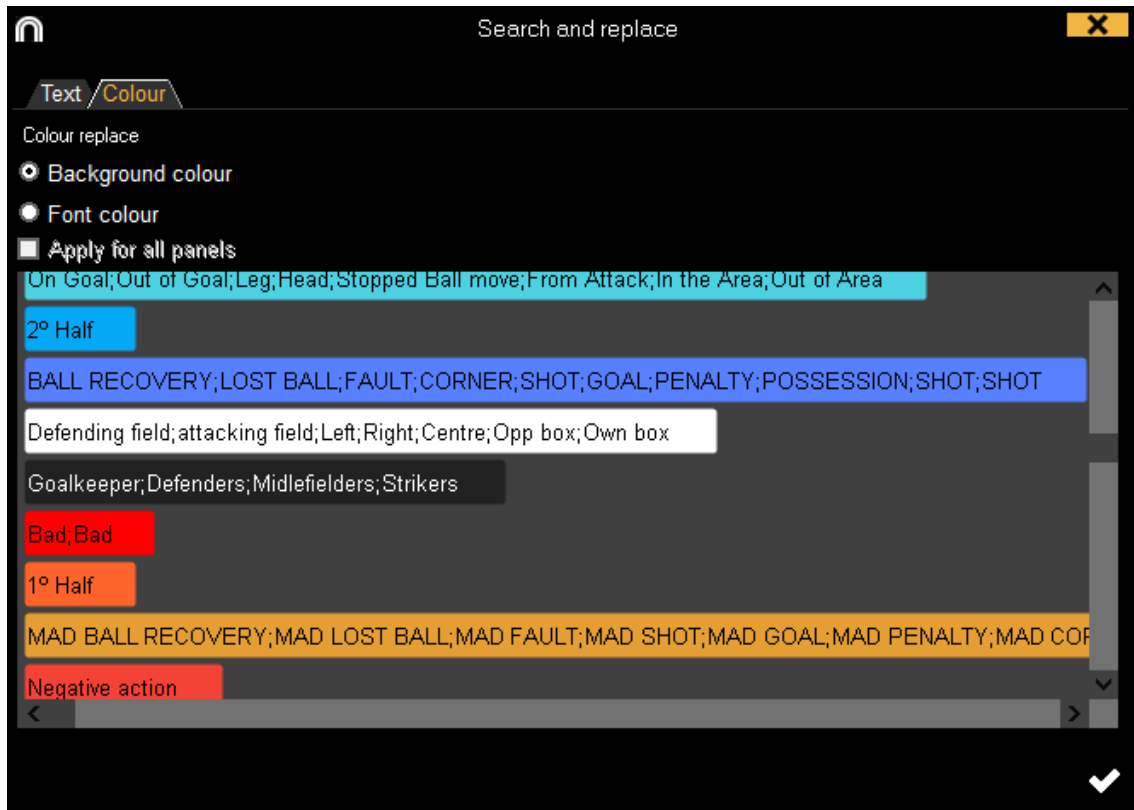 Search and replace
Text Colour
Colour replace
Background colour
Font colour
Apply for all panels
On Goal;Out of Goal;Leg;Head;Stopped Ball move;From Attack;In the Area;Out of Area
2º Half
BALL RECOVERY;LOST BALL;FAULT;CORNER;SHOT;GOAL;PENALTY;POSSESSION;SHOT;SHOT
Defending field;attacking field;Left;Right;Centre;Opp box;Own box
Goalkeeper;Defenders;Midlefielders;Strikers
Bad;Bad
1º Half
MAD BALL RECOVERY;MAD LOST BALL;MAD FAULT;MAD SHOT;MAD GOAL;MAD PENALTY;MAD COR
Negative action